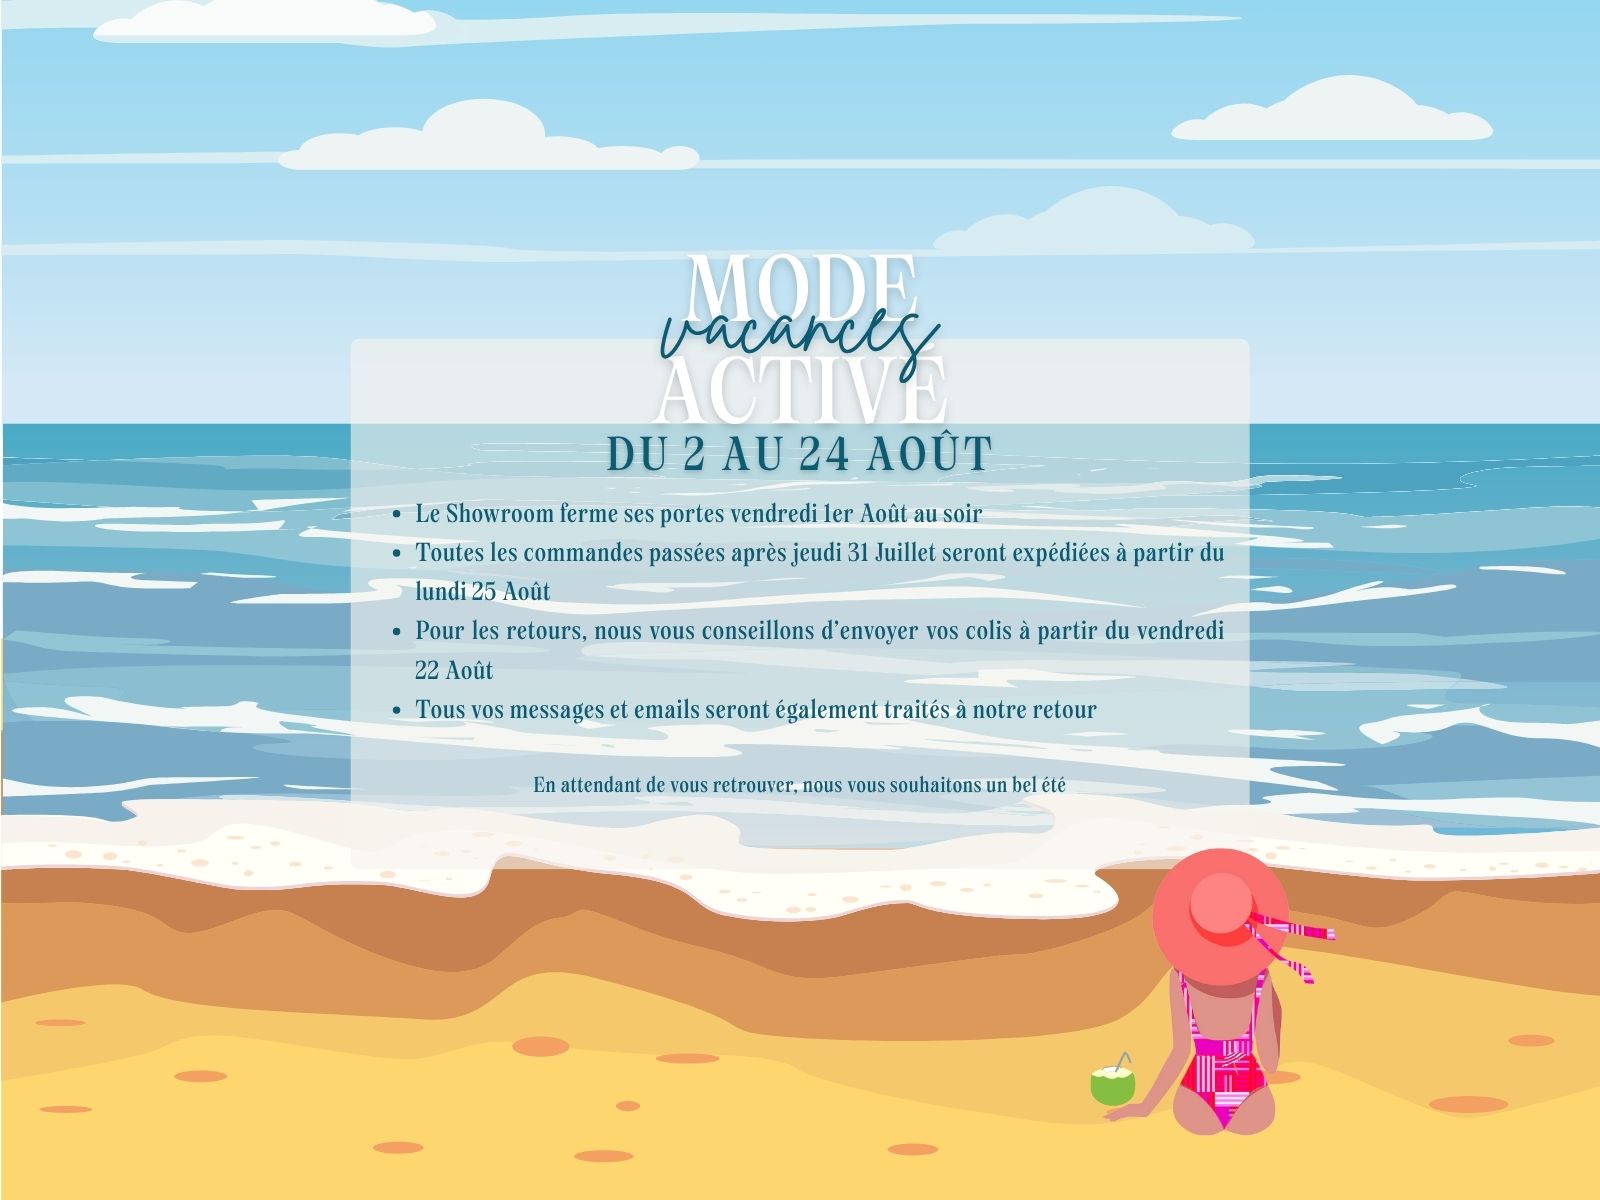 MODE
vacances
ACTIVÉ
DU 2 AU 24 AOÛT
• Le Showroom ferme ses portes vendredi 1er Août au soir
• Toutes les commandes passées après jeudi 31 Juillet seront expédiées à partir du
lundi 25 Août
• Pour les retours, nous vous conseillons d'envoyer vos colis à partir du vendredi
22 Août
• Tous vos messages et emails seront également traités à notre retour
En attendant de vous retrouver, nous vous souhaitons un bel été